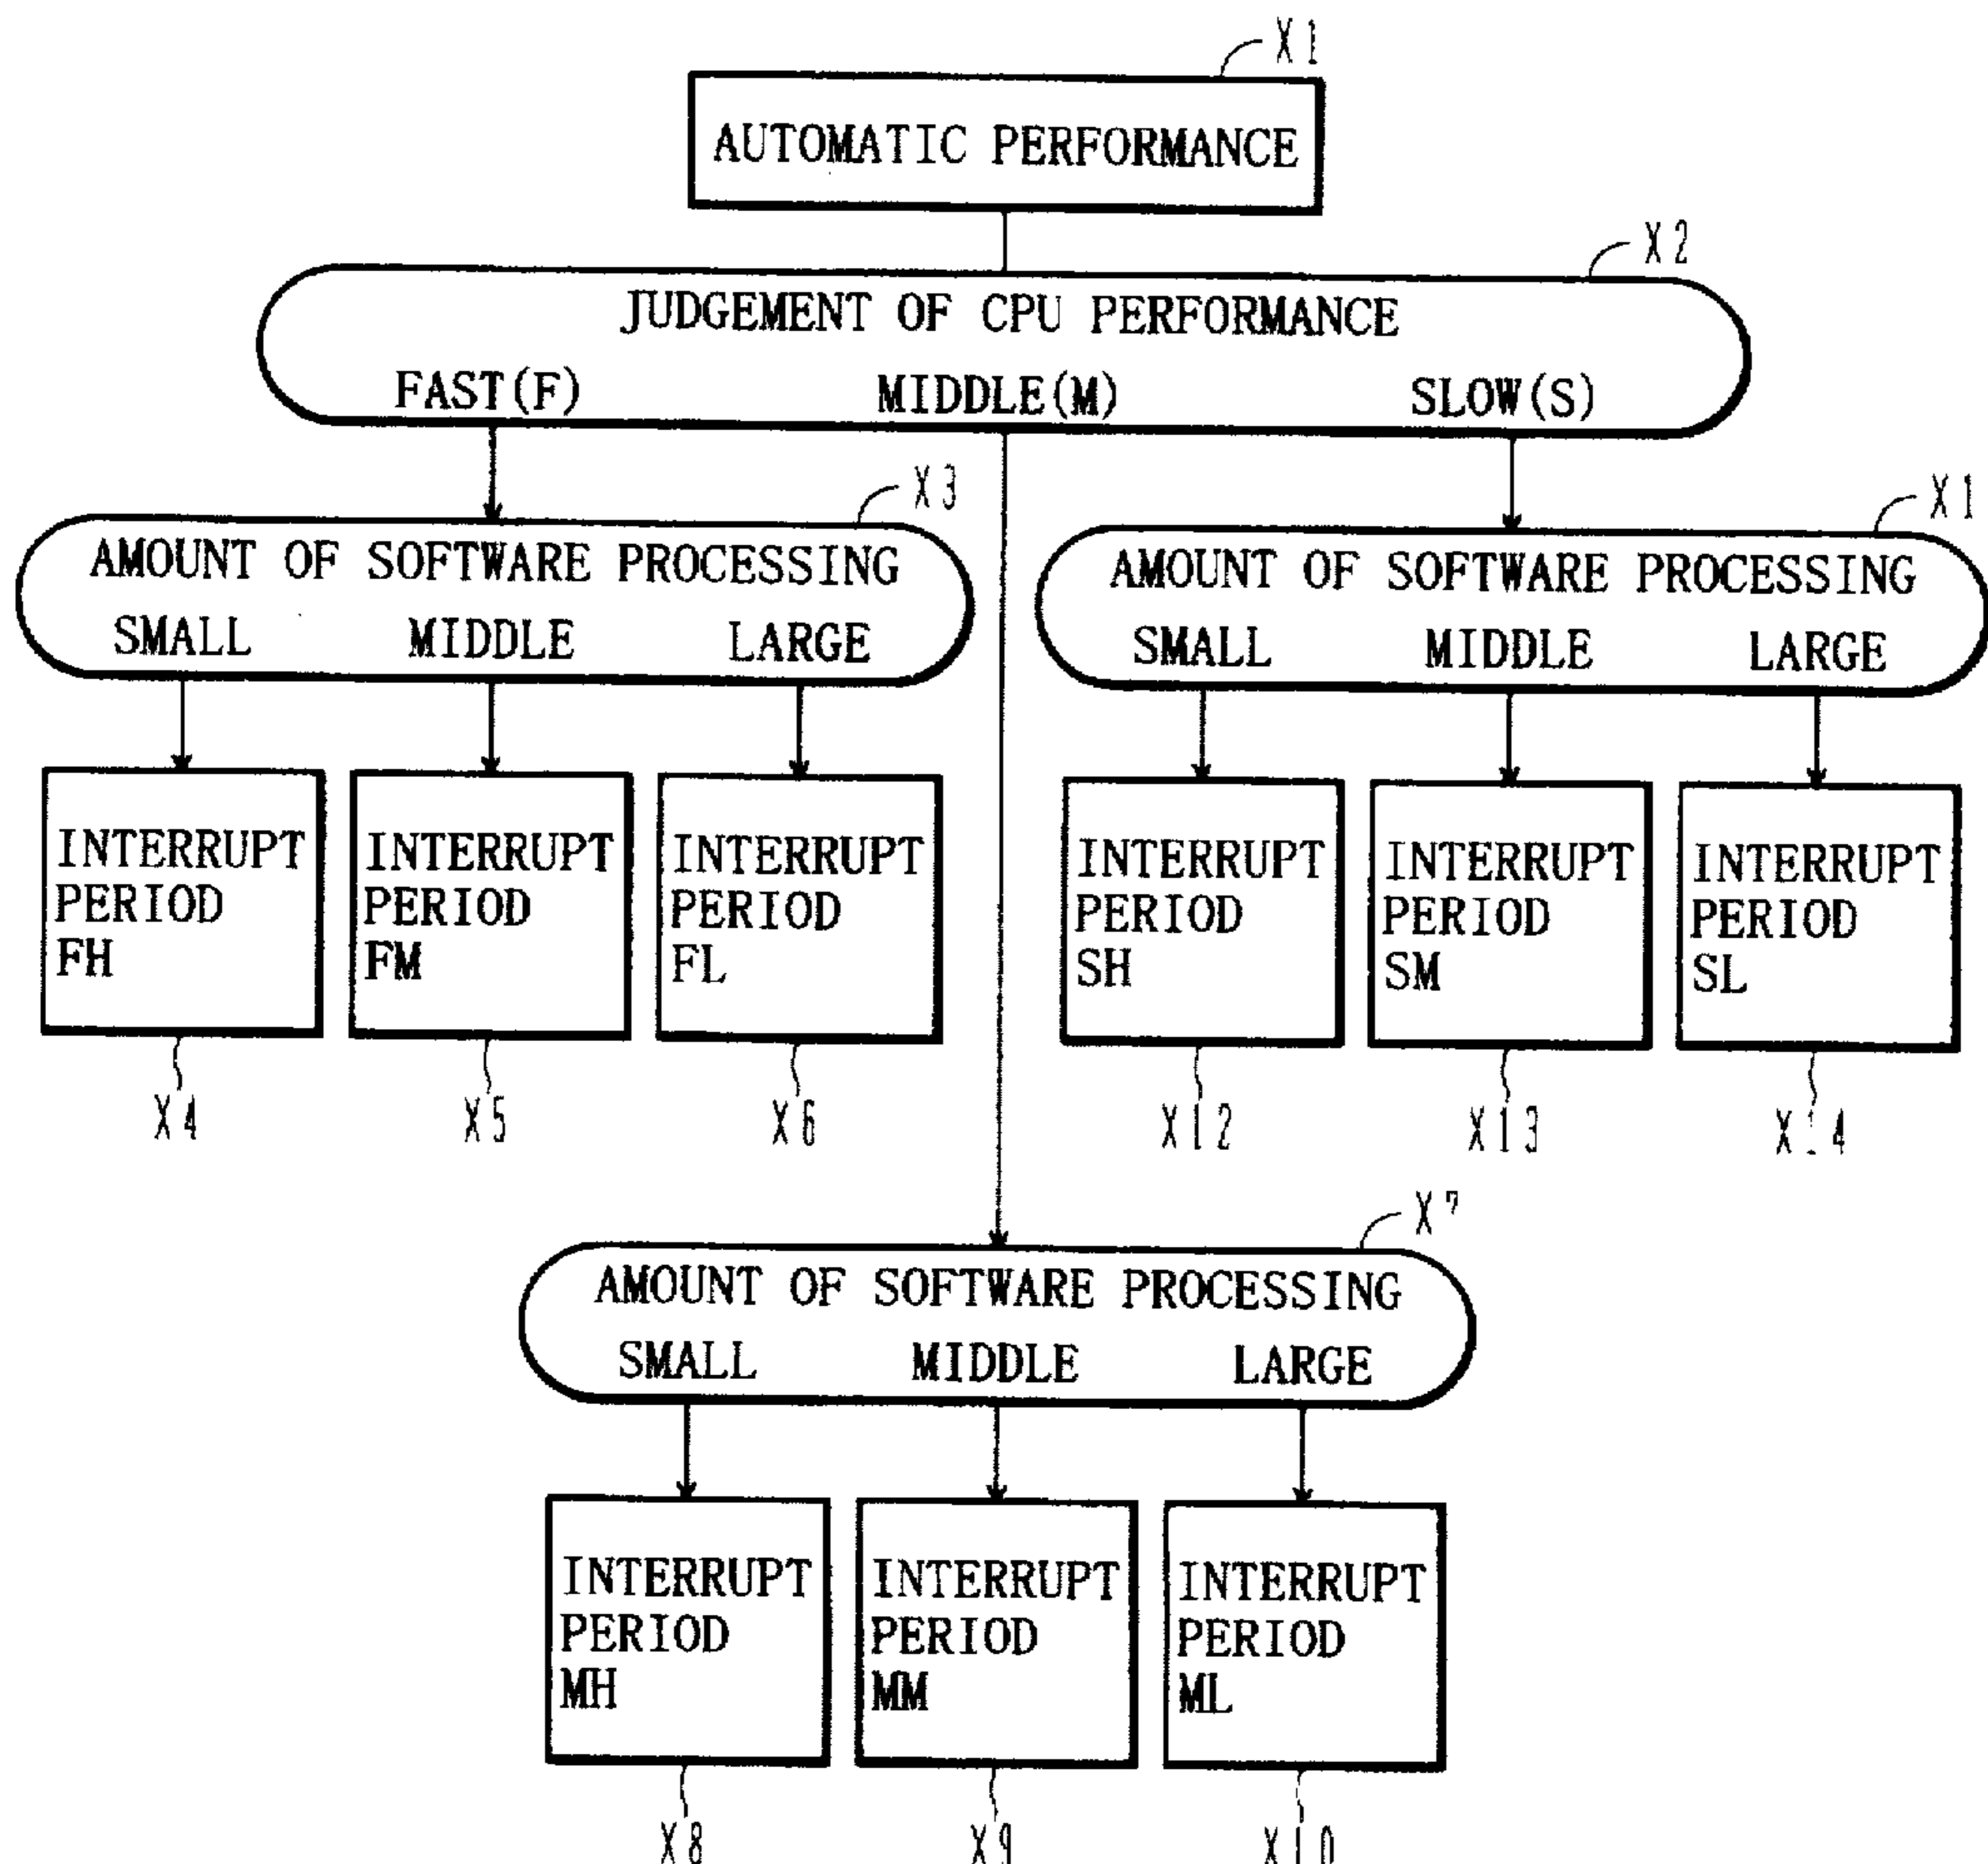 X1
AUTOMATIC PERFORMANCE
X2
JUDGEMENT OF CPU PERFORMANCE
FAST(F) MIDDLE(M) SLOW(S)
X3
AMOUNT OF SOFTWARE PROCESSING
SMALL MIDDLE LARGE
X1
AMOUNT OF SOFTWARE PROCESSING
SMALL MIDDLE LARGE
INTERRUPT
PERIOD
FH
INTERRUPT
PERIOD
FM
INTERRUPT
PERIOD
FL
INTERRUPT
PERIOD
SH
INTERRUPT
PERIOD
SM
INTERRUPT
PERIOD
SL
X4
X5
X6
X12
X13
X14
AMOUNT OF SOFTWARE PROCESSING
SMALL MIDDLE LARGE
INTERRUPT
PERIOD
MH
INTERRUPT
PERIOD
MM
INTERRUPT
PERIOD
ML
X8
X9
X10